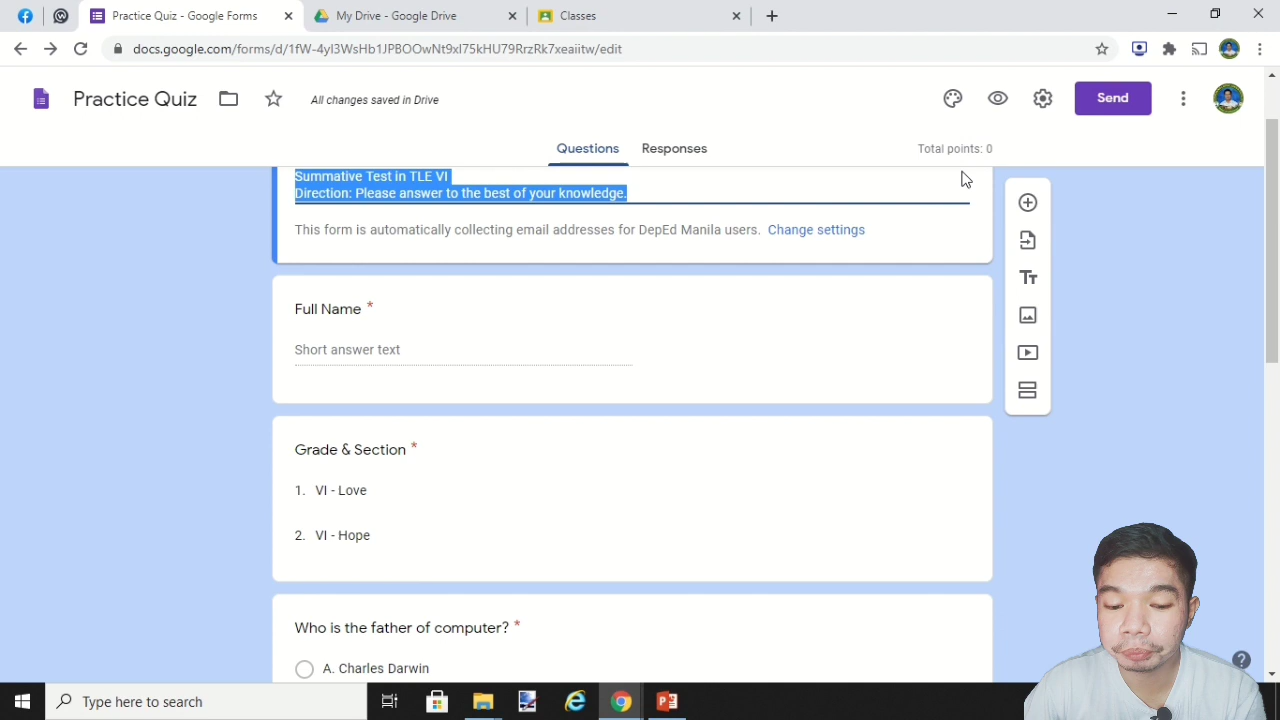 Practice Quiz - Google Forms
My Drive - Google Drive
Classes
docs.google.com/forms/d/1fW-4yl3WsHb1JPBOOwNt9xl75kHU79RrzRk7xeaiitw/edit
Practice Quiz
All changes saved in Drive
Send
Questions
Responses
Total points: 0
Summative Test in TLE VI
Direction: Please answer to the best of your knowledge.
This form is automatically collecting email addresses for DepEd Manila users. Change settings
Full Name *
Short answer text
Grade & Section *
1. VI - Love
2. VI - Hope
Who is the father of computer? *
A. Charles Darwin
Type here to search